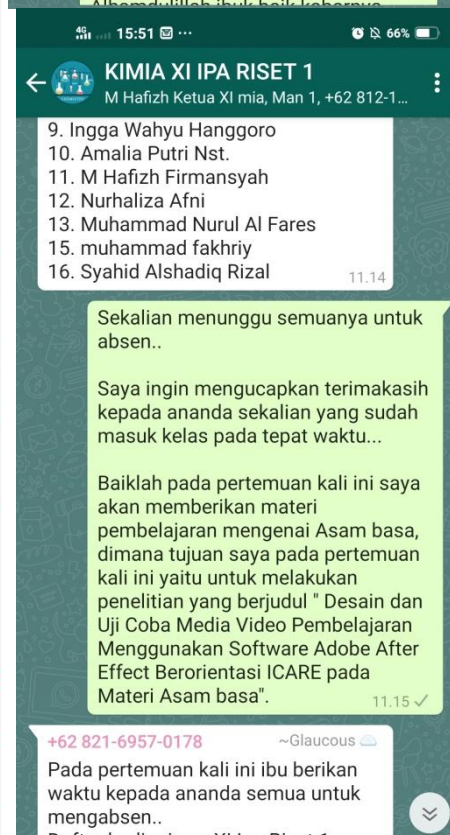 4G 15:51 66%
KIMIA XI IPA RISET 1
M Hafizh Ketua XI mia, Man 1, +62 812-1...
9. Ingga Wahyu Hanggoro
10. Amalia Putri Nst.
11. M Hafizh Firmansyah
12. Nurhaliza Afni
13. Muhammad Nurul Al Fares
15. muhammad fakhriy
16. Syahid Alshadiq Rizal
11.14
Sekalian menunggu semuanya untuk
absen..
Saya ingin mengucapkan terimakasih
kepada ananda sekalian yang sudah
masuk kelas pada tepat waktu...
Baiklah pada pertemuan kali ini saya
akan memberikan materi
pembelajaran mengenai Asam basa,
dimana tujuan saya pada pertemuan
kali ini yaitu untuk melakukan
penelitian yang berjudul " Desain dan
Uji Coba Media Video Pembelajaran
Menggunakan Software Adobe After
Effect Berorientasi ICARE pada
Materi Asam basa".
11.15
+62 821-6957-0178 ~Glaucous
Pada pertemuan kali ini ibu berikan
waktu kepada ananda semua untuk
mengabsen..